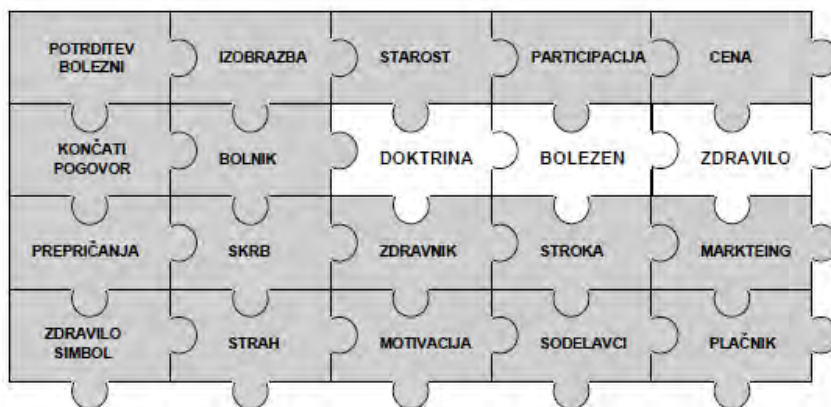 POTRDITEV
BOLEZNI
IZOBRAZBA
STAROST
PARTICIPACIJA
CENA
KONČATI
POGOVOR
BOLNIK
DOKTRINA
BOLEZEN
ZDRAVILO
PREPRIČANJA
SKRB
ZDRAVNIK
STROKA
MARKTEING
ZDRAVILO
SIMBOL
STRAH
MOTIVACIJA
SODELAVCI
PLAČNIK